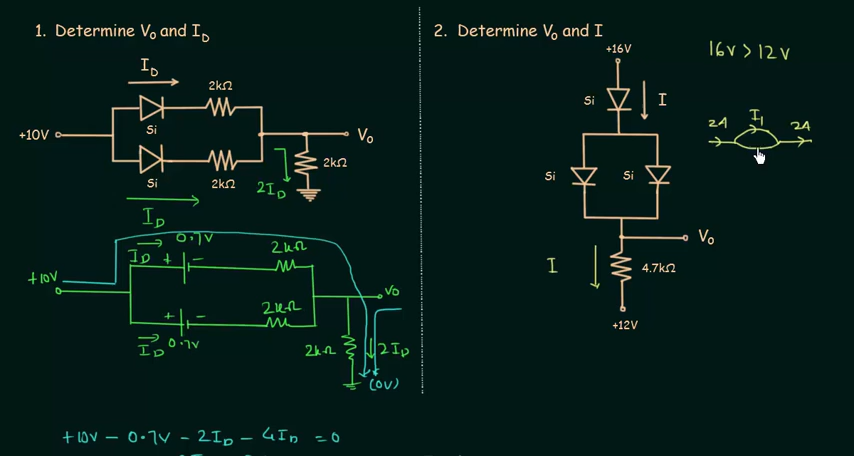 1. Determine V₀ and I_D
I_D
2kΩ
Si
+10V
V₀
Si
2kΩ
2kΩ
2I_D
I_D
0.7V
I_D + -
2kΩ
+10V
V₀
2kΩ
+ -
I_D 0.7V
2kΩ
2I_D
(0V)
+10V - 0.7V - 2I_D - 4I_D = 0
2. Determine V₀ and I
+16V
16V > 12V
Si
I
2A I₁ 2A
Si
Si
V₀
I
4.7kΩ
+12V